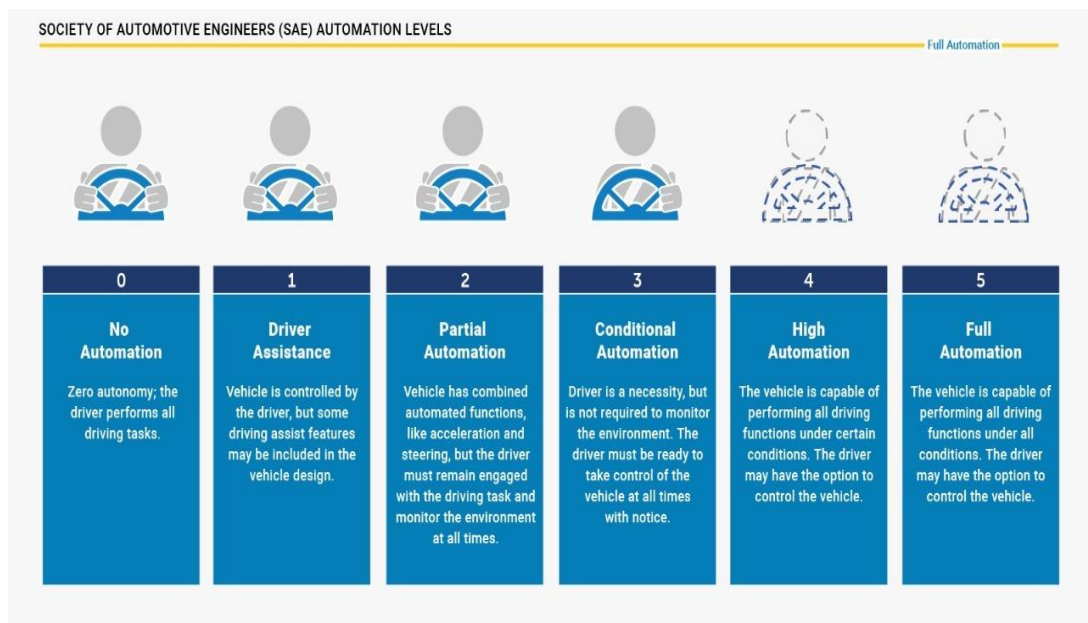 SOCIETY OF AUTOMOTIVE ENGINEERS (SAE) AUTOMATION LEVELS
Full Automation
0
No
Automation
Zero autonomy; the
driver performs all
driving tasks.
1
Driver
Assistance
Vehicle is controlled by
the driver, but some
driving assist features
may be included in the
vehicle design.
2
Partial
Automation
Vehicle has combined
automated functions,
like acceleration and
steering, but the driver
must remain engaged
with the driving task and
monitor the environment
at all times.
3
Conditional
Automation
Driver is a necessity, but
is not required to monitor
the environment. The
driver must be ready to
take control of the
vehicle at all times
with notice.
4
High
Automation
The vehicle is capable of
performing all driving
functions under certain
conditions. The driver
may have the option to
control the vehicle.
5
Full
Automation
The vehicle is capable of
performing all driving
functions under all
conditions. The driver
may have the option to
control the vehicle.